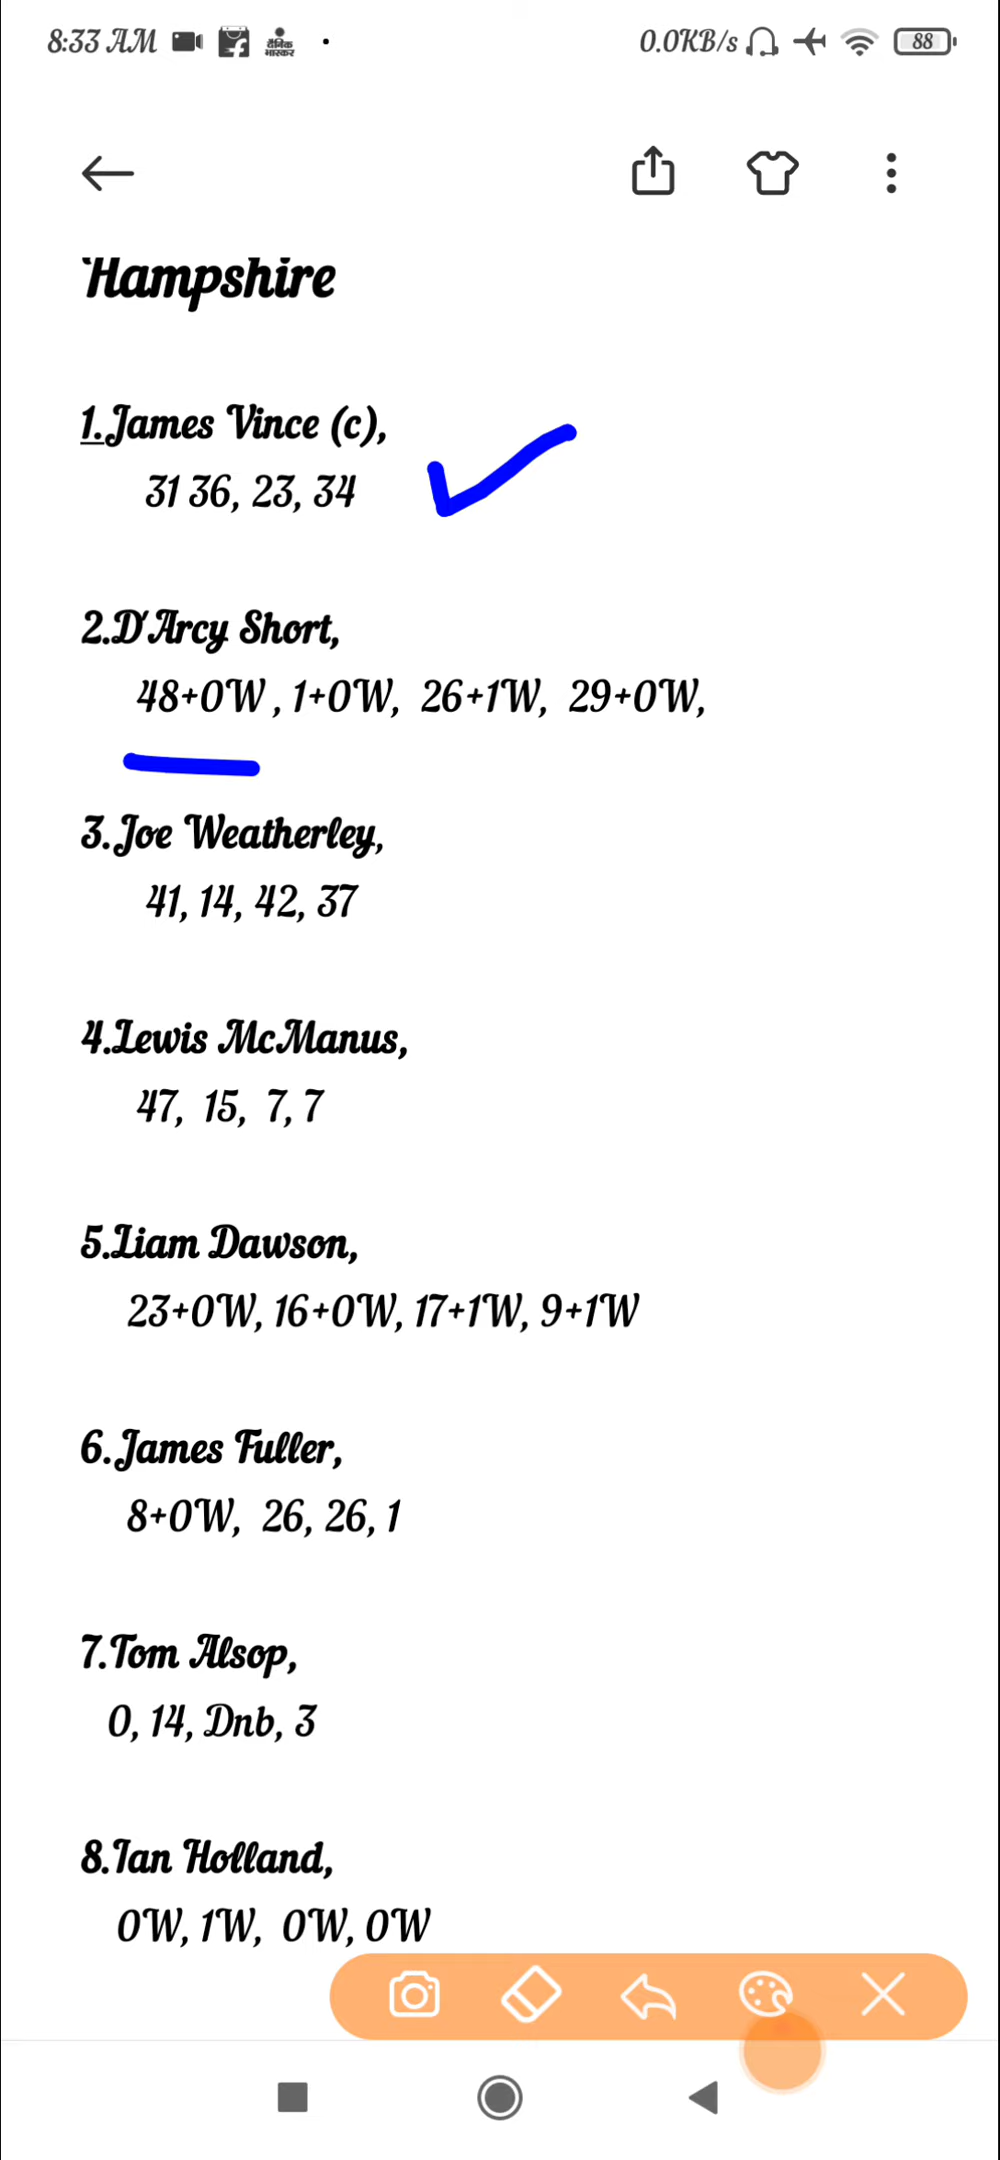 8:33 AM
दैनिक
भास्कर
0.0KB/s
88
`Hampshire
1.James Vince (c),
31 36, 23, 34
2.D'Arcy Short,
48+0W , 1+0W, 26+1W, 29+0W,
3.Joe Weatherley,
41, 14, 42, 37
4.Lewis McManus,
47, 15, 7, 7
5.Liam Dawson,
23+0W, 16+0W, 17+1W, 9+1W
6.James Fuller,
8+0W, 26, 26, 1
7.Tom Alsop,
0, 14, Dnb, 3
8.Ian Holland,
0W, 1W, 0W, 0W